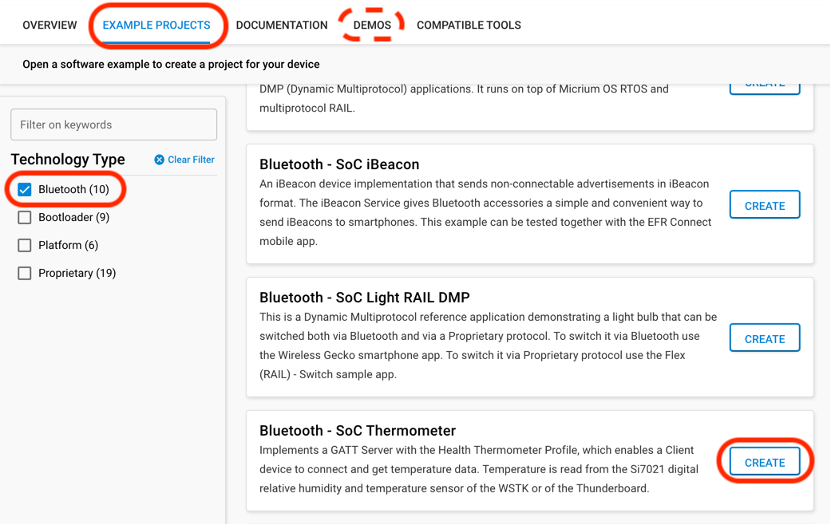 OVERVIEW EXAMPLE PROJECTS DOCUMENTATION DEMOS COMPATIBLE TOOLS
Open a software example to create a project for your device
Filter on keywords
Technology Type Clear Filter
Bluetooth (10)
Bootloader (9)
Platform (6)
Proprietary (19)
DMP (Dynamic Multiprotocol) applications. It runs on top of Micrium OS RTOS and
multiprotocol RAIL.
CREATE
Bluetooth - SoC iBeacon
An iBeacon device implementation that sends non-connectable advertisements in iBeacon
format. The iBeacon Service gives Bluetooth accessories a simple and convenient way to
send iBeacons to smartphones. This example can be tested together with the EFR Connect
mobile app.
CREATE
Bluetooth - SoC Light RAIL DMP
This is a Dynamic Multiprotocol reference application demonstrating a light bulb that can be
switched both via Bluetooth and via a Proprietary protocol. To switch it via Bluetooth use
the Wireless Gecko smartphone app. To switch it via Proprietary protocol use the Flex
(RAIL) - Switch sample app.
CREATE
Bluetooth - SoC Thermometer
Implements a GATT Server with the Health Thermometer Profile, which enables a Client
device to connect and get temperature data. Temperature is read from the Si7021 digital
relative humidity and temperature sensor of the WSTK or of the Thunderboard.
CREATE